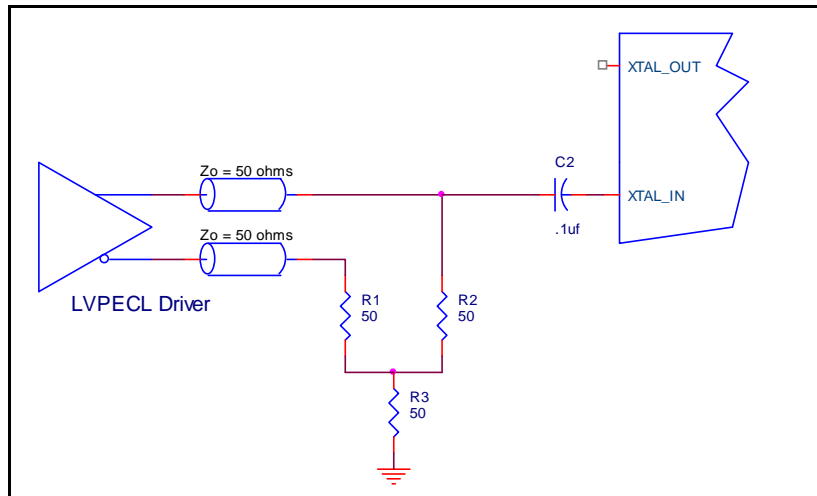 XTAL_OUT
C2
Zo = 50 ohms
XTAL_IN
.1uf
Zo = 50 ohms
LVPECL Driver
R1
50
R2
50
R3
50